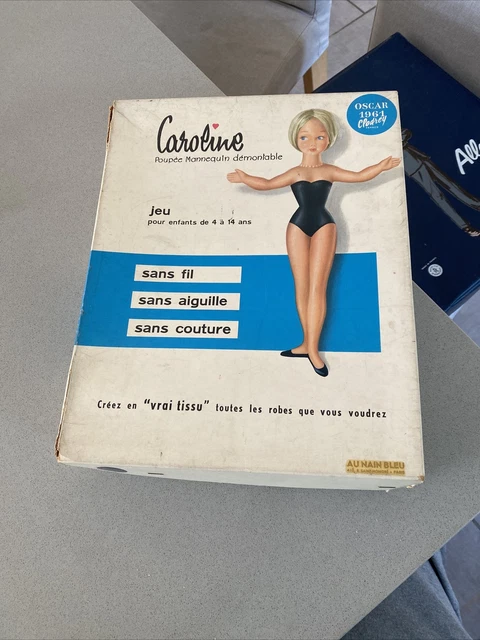 Caroline
Poupée Mannequin démontable
OSCAR
1961
jeu
pour enfants de 4 à 14 ans
sans fil
sans aiguille
sans couture
Créez en "vrai tissu" toutes les robes que vous voudrez
AU NAIN BLEU